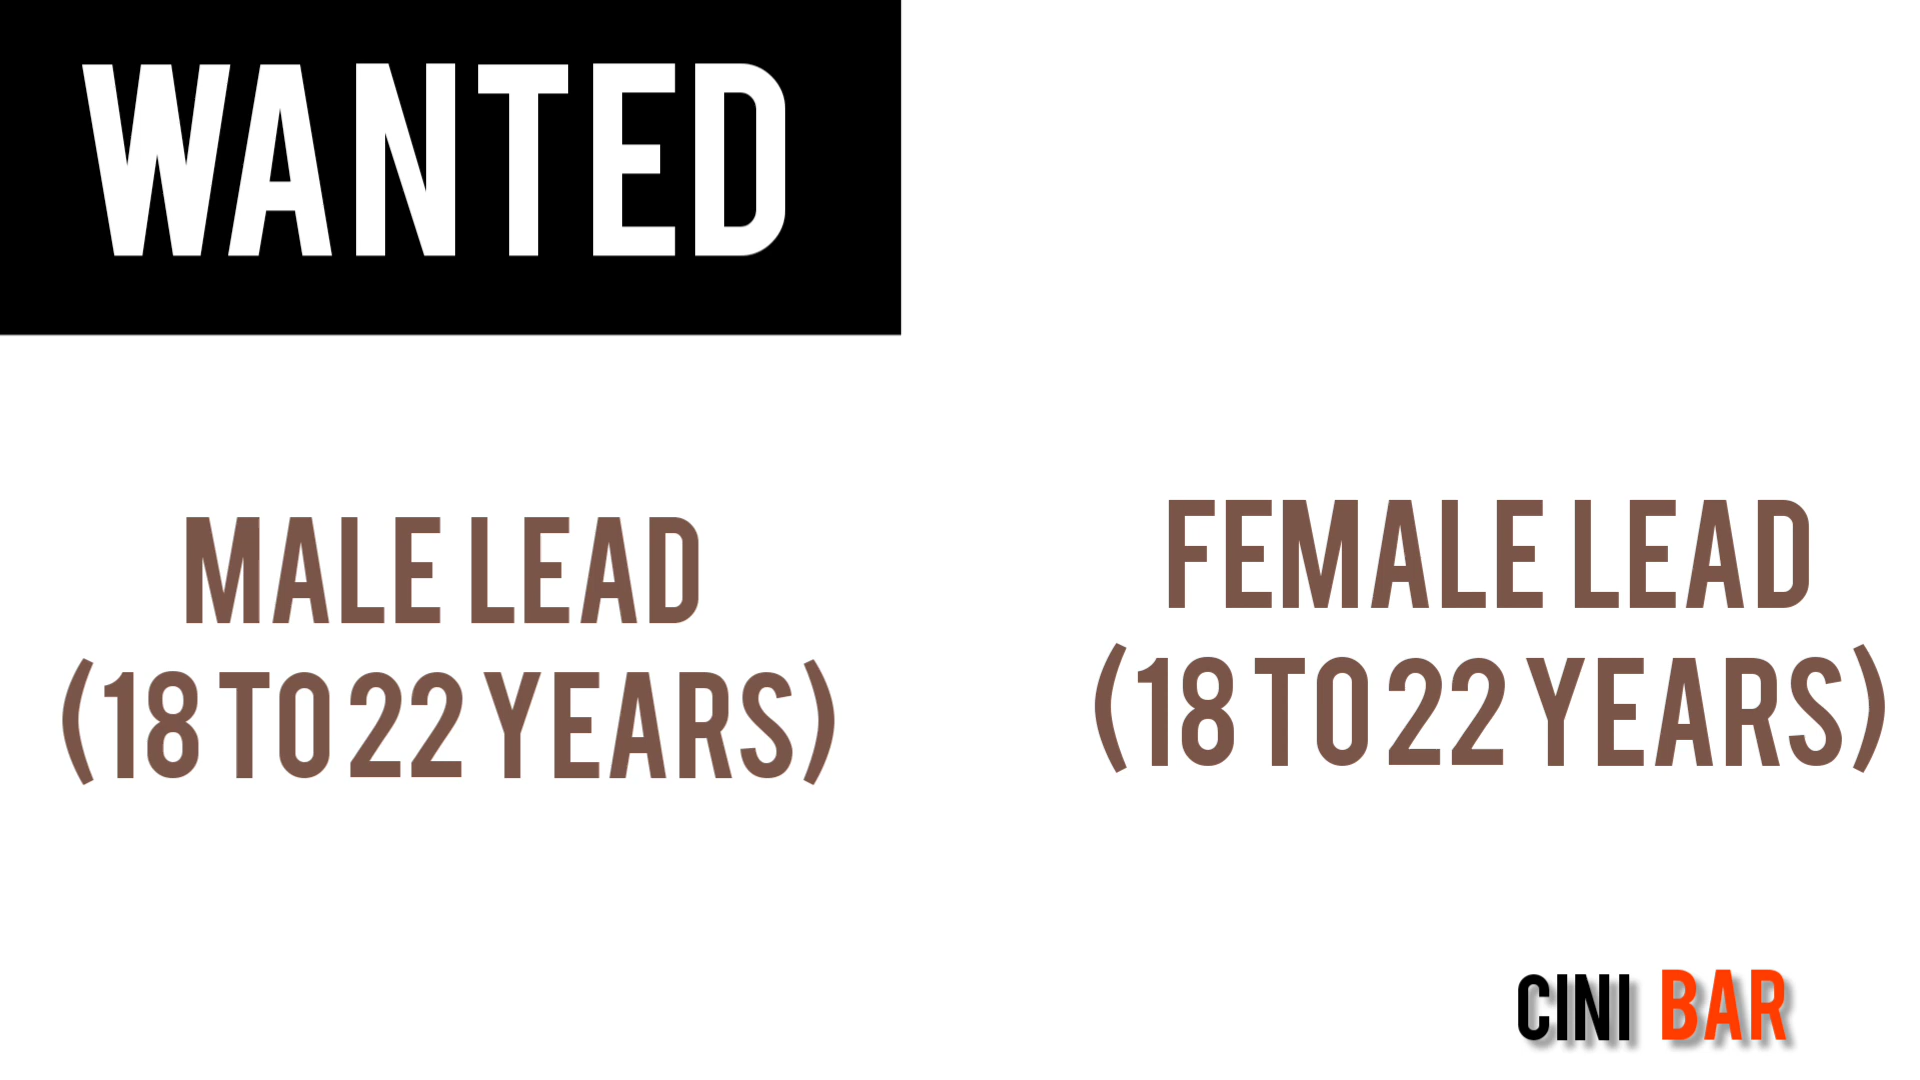 WANTED
MALE LEAD
(18 TO 22 YEARS)
FEMALE LEAD
(18 TO 22 YEARS)
CINI BAR